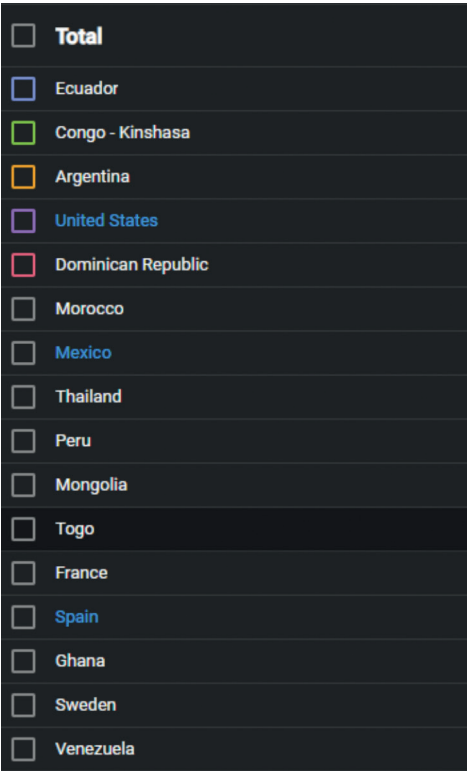 Total
Ecuador
Congo - Kinshasa
Argentina
United States
Dominican Republic
Morocco
Mexico
Thailand
Peru
Mongolia
Togo
France
Spain
Ghana
Sweden
Venezuela